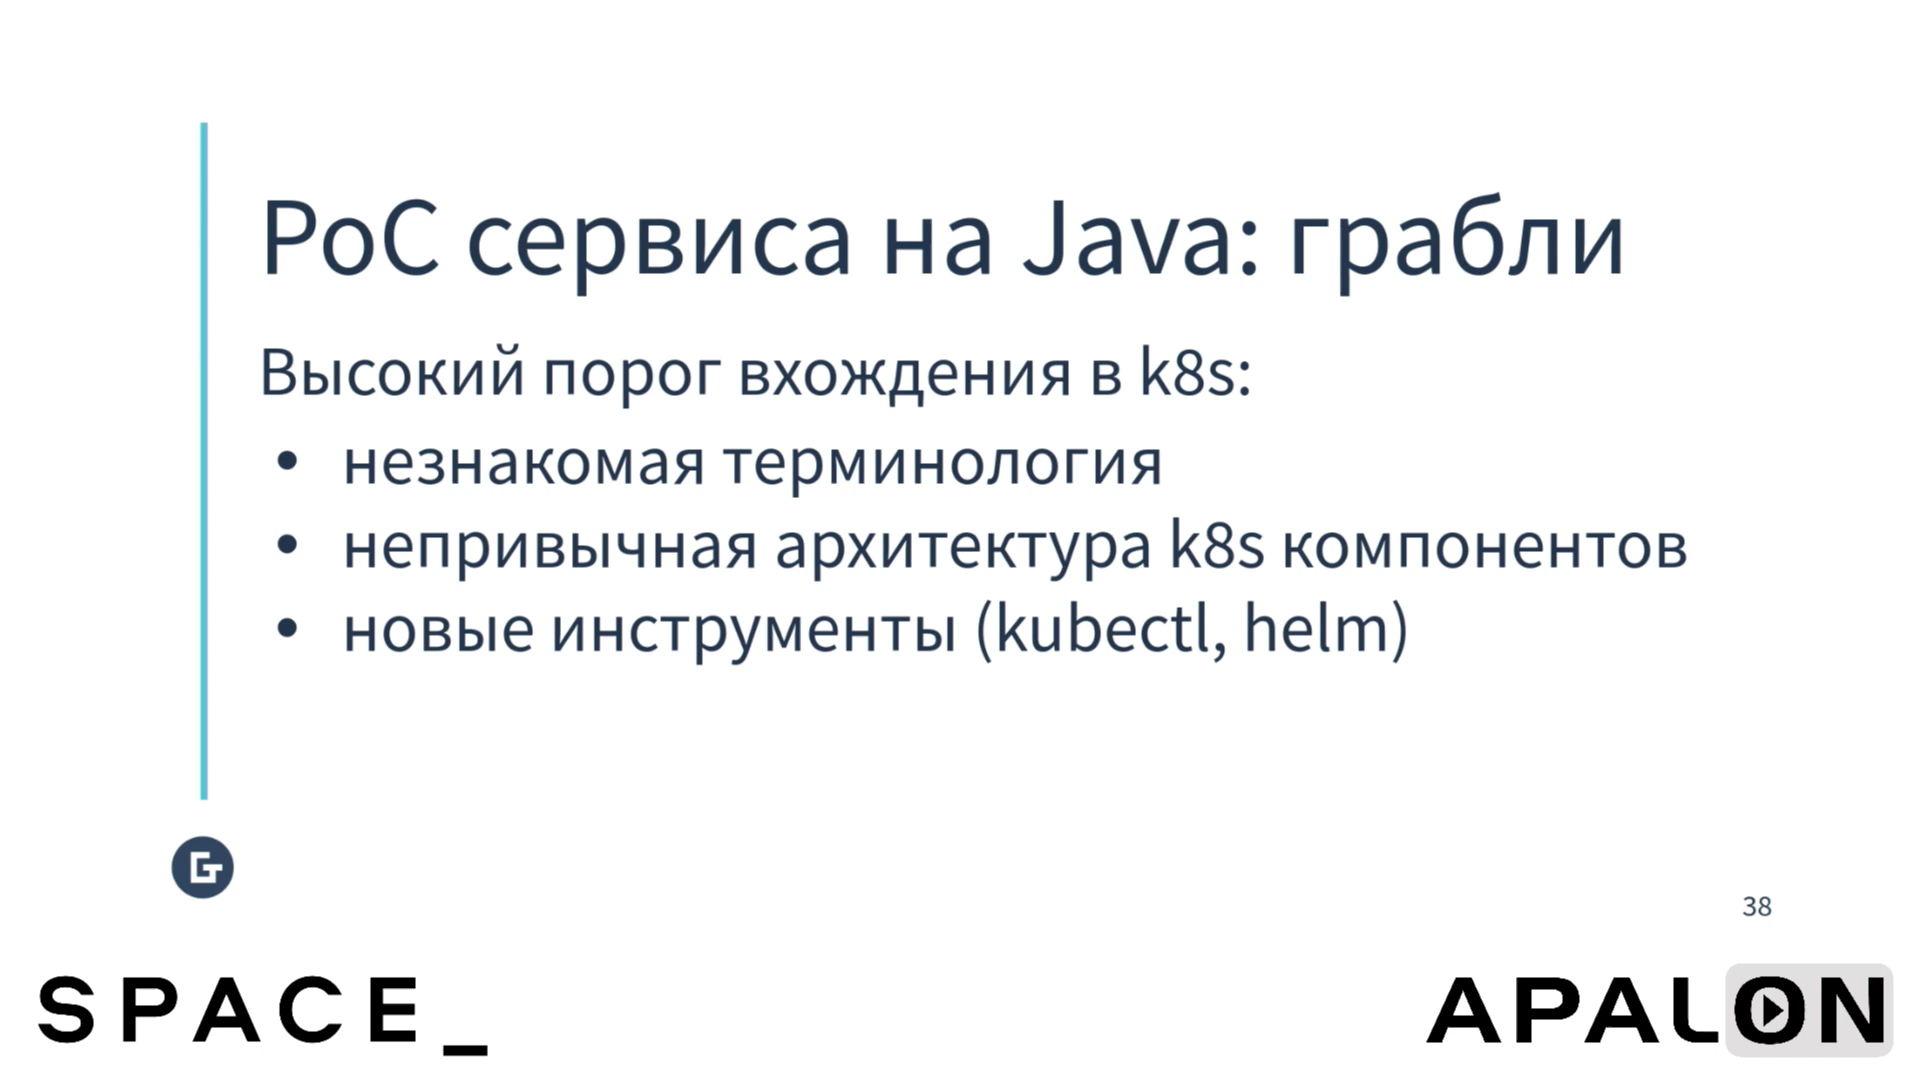 PoC сервиса на Java: грабли
Высокий порог вхождения в k8s:
• незнакомая терминология
• непривычная архитектура k8s компонентов
• новые инструменты (kubectl, helm)
38
SPACE_
APALON